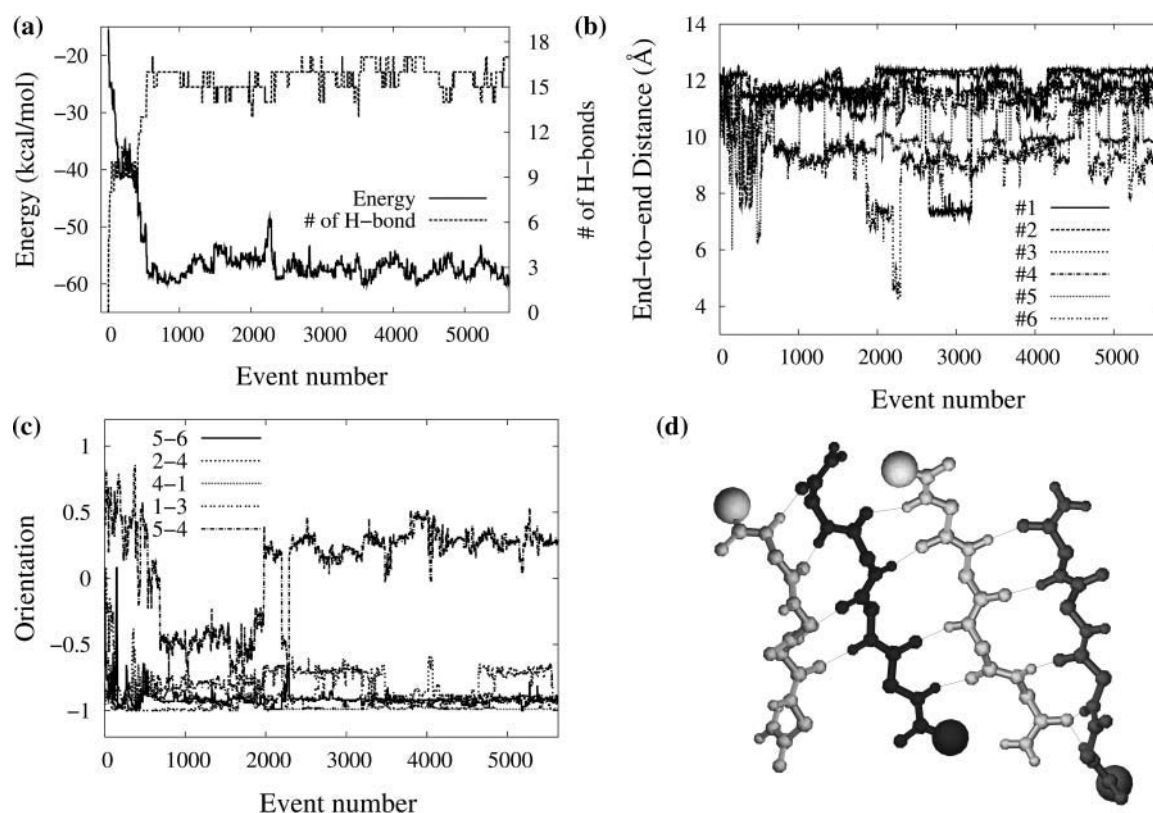 (a)
−20
−30
−40
−50
−60
Energy (kcal/mol)
18
15
12
9
6
3
0
# of H−bonds
Energy
# of H−bond
0 1000 2000 3000 4000 5000
Event number
(b)
14
12
10
8
6
4
End−to−end Distance (Å)
#1
#2
#3
#4
#5
#6
0 1000 2000 3000 4000 5000
Event number
(c)
1
0.5
0
−0.5
−1
Orientation
5−6
2−4
4−1
1−3
5−4
0 1000 2000 3000 4000 5000
Event number
(d)